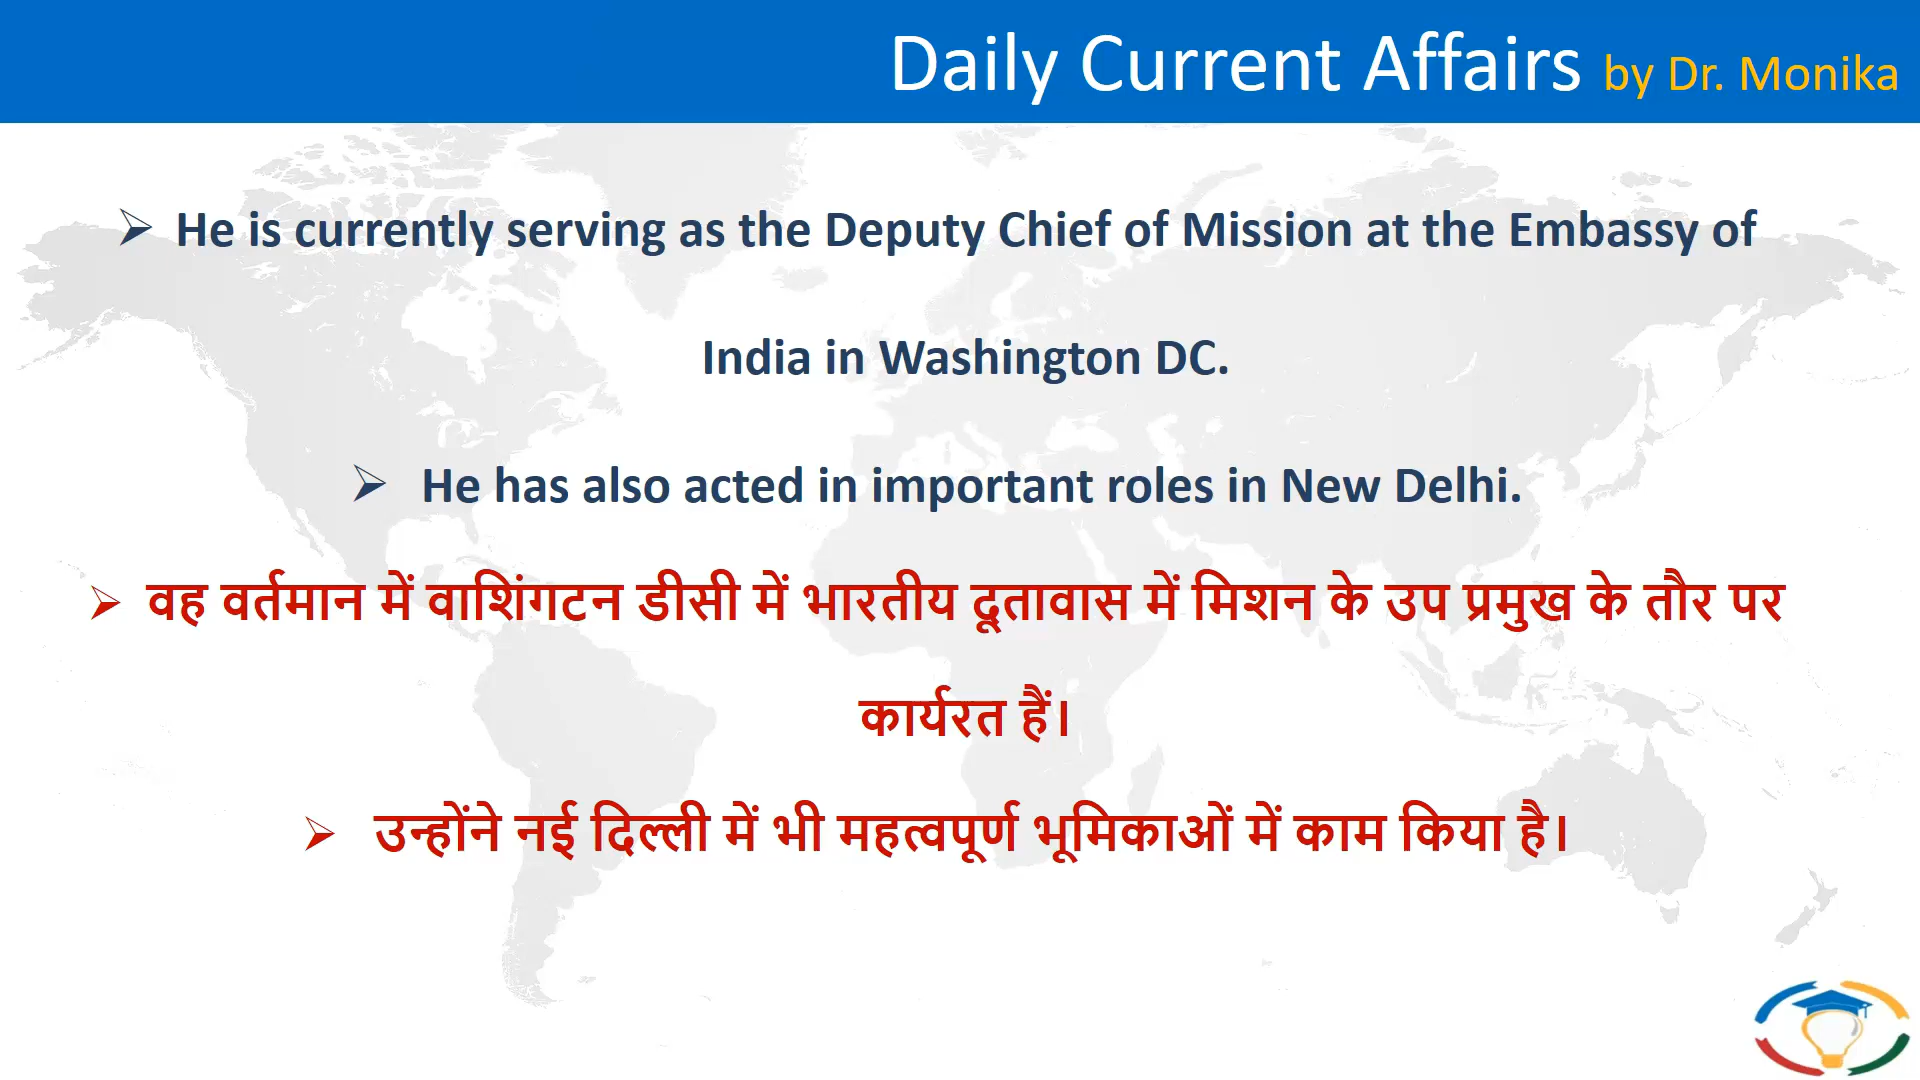 Daily Current Affairs by Dr. Monika
➢ He is currently serving as the Deputy Chief of Mission at the Embassy of
India in Washington DC.
➢ He has also acted in important roles in New Delhi.
➢ वह वर्तमान में वाशिंगटन डीसी में भारतीय दूतावास में मिशन के उप प्रमुख के तौर पर
कार्यरत हैं।
➢ उन्होंने नई दिल्ली में भी महत्वपूर्ण भूमिकाओं में काम किया है।